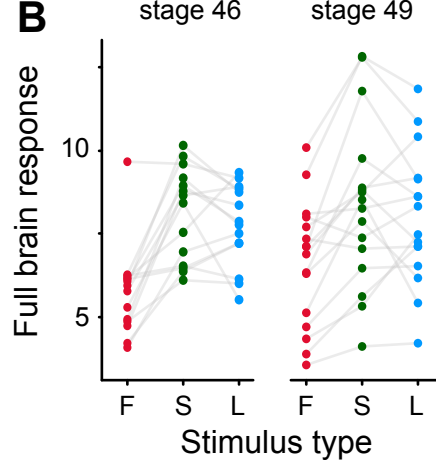 B
stage 46
stage 49
Full brain response
10
5
F S L
F S L
Stimulus type